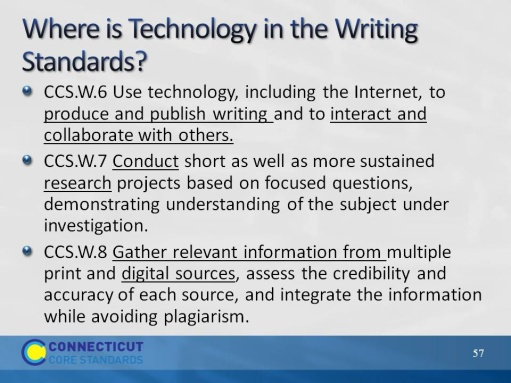 Where is Technology in the Writing
Standards?
CCS.W.6 Use technology, including the Internet, to
produce and publish writing and to interact and
collaborate with others.
CCS.W.7 Conduct short as well as more sustained
research projects based on focused questions,
demonstrating understanding of the subject under
investigation.
CCS.W.8 Gather relevant information from multiple
print and digital sources, assess the credibility and
accuracy of each source, and integrate the information
while avoiding plagiarism.
CONNECTICUT
CORE STANDARDS
57